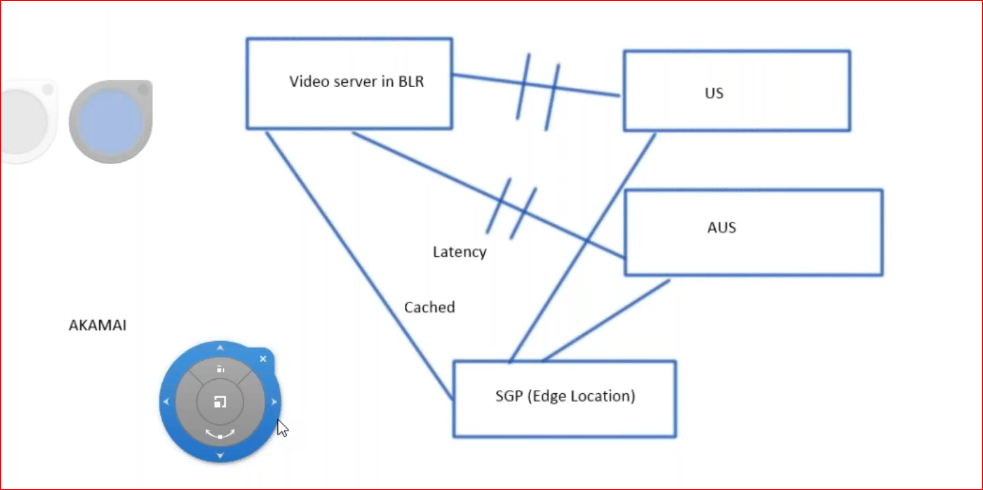 Video server in BLR
US
AUS
Latency
Cached
AKAMAI
SGP (Edge Location)